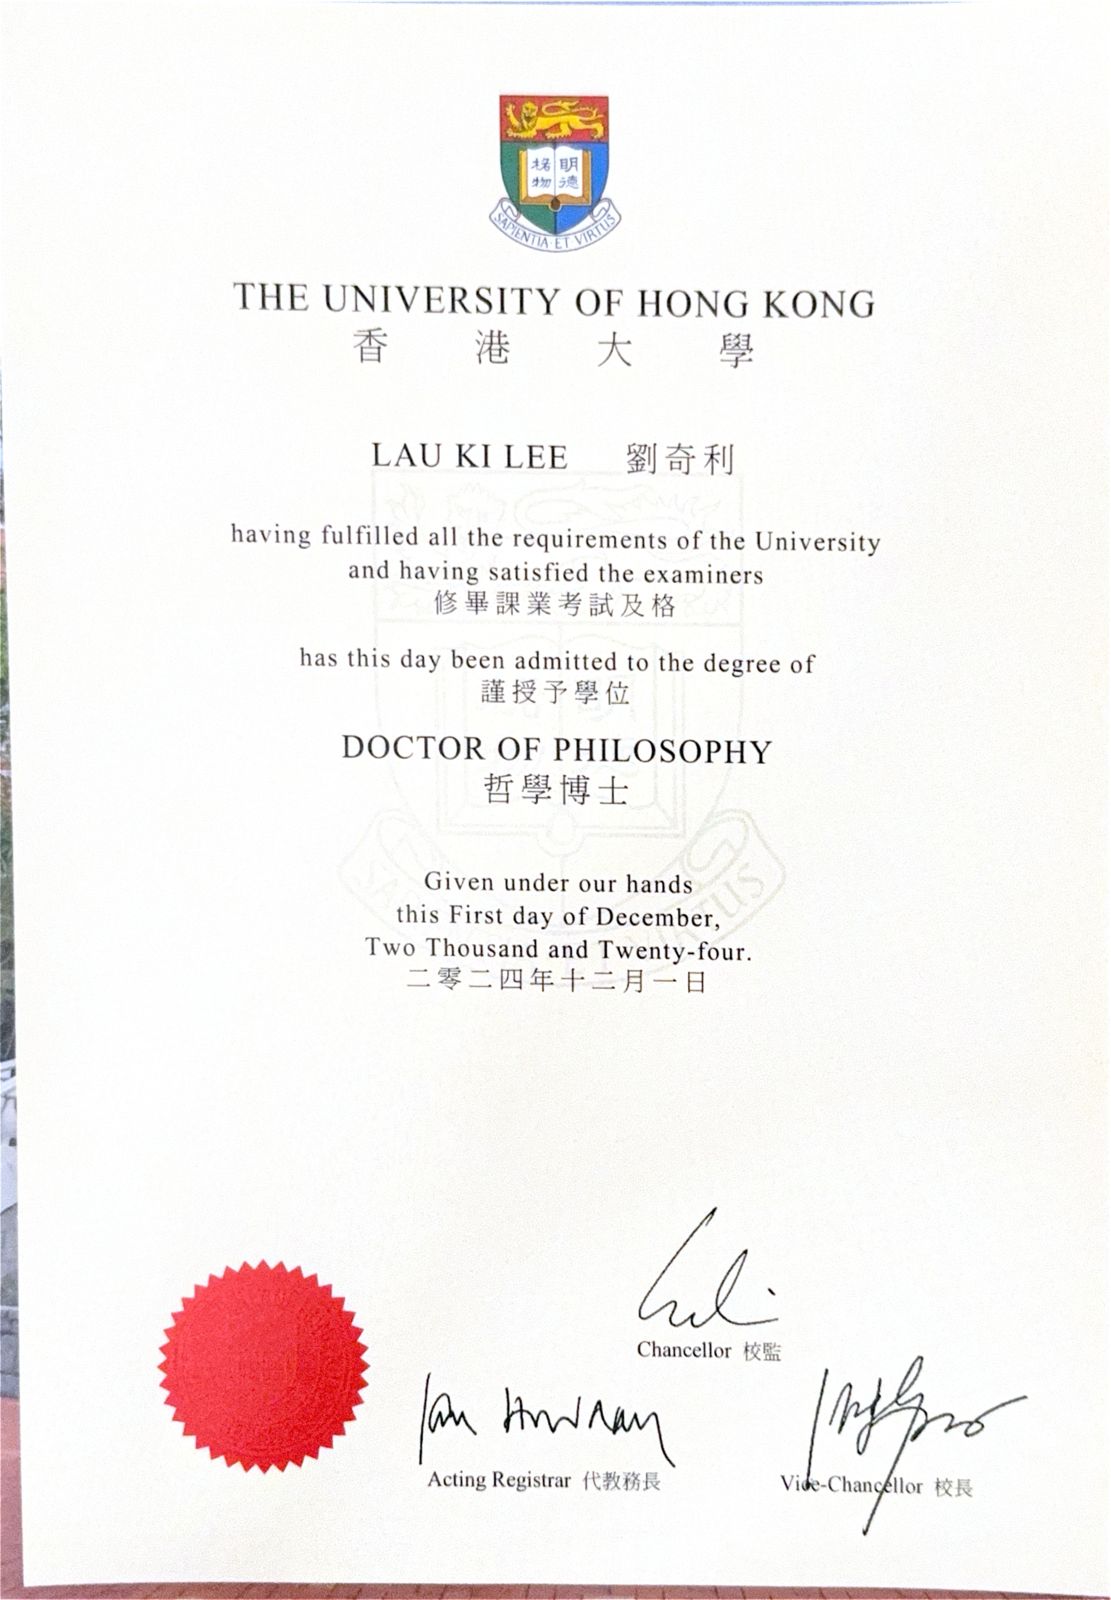 格 明
物 德
SAPIENTIA·ET VIRTUS
THE UNIVERSITY OF HONG KONG
香港大學
LAU KI LEE 劉奇利
having fulfilled all the requirements of the University
and having satisfied the examiners
修畢課業考試及格
has this day been admitted to the degree of
謹授予學位
DOCTOR OF PHILOSOPHY
哲學博士
Given under our hands
this First day of December,
Two Thousand and Twenty-four.
二零二四年十二月一日
Chancellor 校監
Acting Registrar 代教務長
Vice-Chancellor 校長